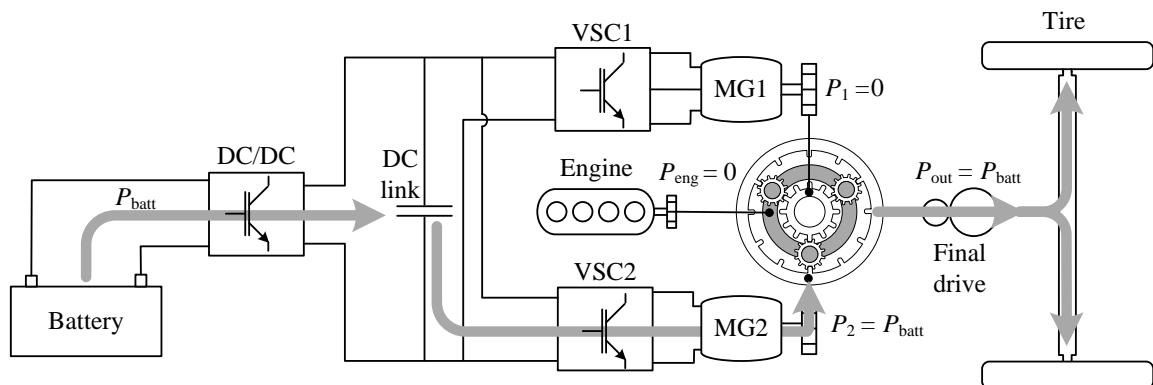 Tire
VSC1
MG1
P1 = 0
DC/DC
DC
link
Engine
Peng = 0
Pout = Pbatt
Pbatt
Final
drive
VSC2
Battery
MG2
P2 = Pbatt